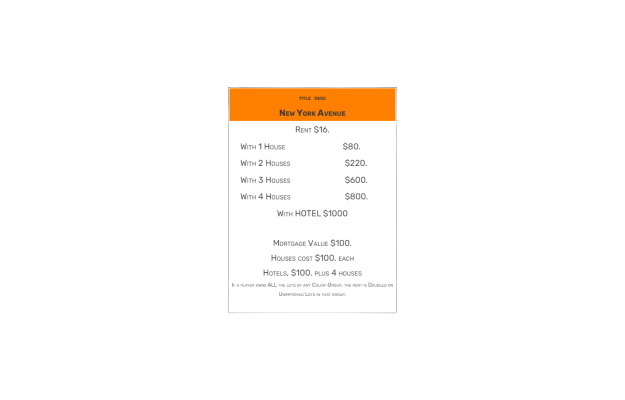 TITLE DEED
NEW YORK AVENUE
RENT $16.
WITH 1 HOUSE $80.
WITH 2 HOUSES $220.
WITH 3 HOUSES $600.
WITH 4 HOUSES $800.
WITH HOTEL $1000
MORTGAGE VALUE $100.
HOUSES COST $100. EACH
HOTELS, $100. PLUS 4 HOUSES
IF A PLAYER OWNS ALL THE LOTS OF ANY COLOR-GROUP, THE RENT IS DOUBLED ON
UNIMPROVED LOTS IN THAT GROUP.